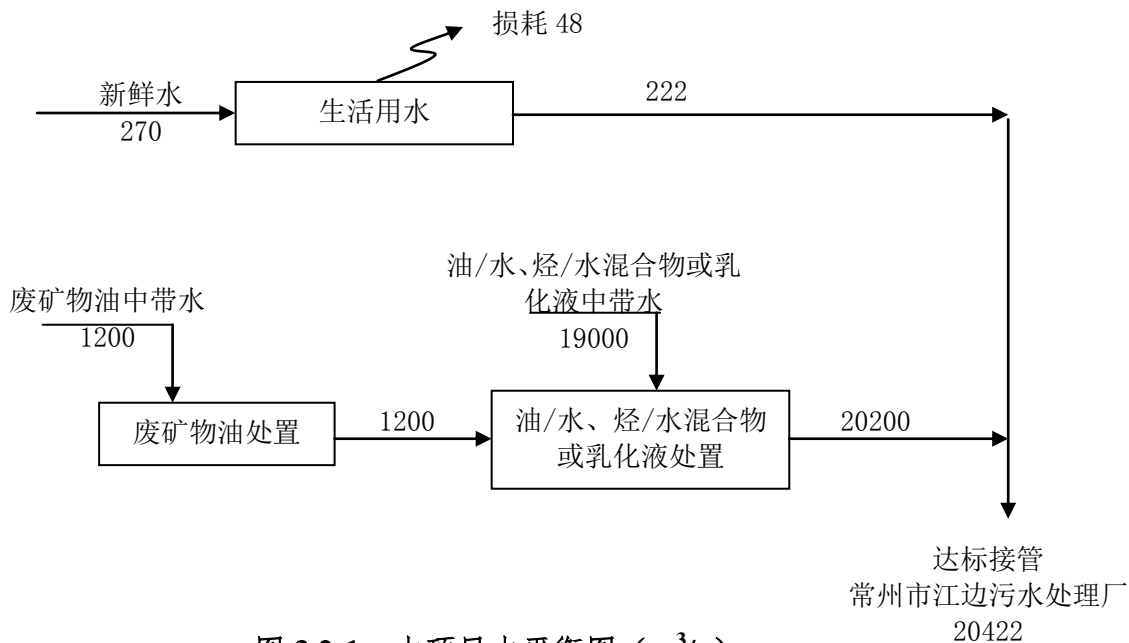 损耗 48
新鲜水
270
生活用水
222
废矿物油中带水
1200
油/水、烃/水混合物或乳
化液中带水
19000
废矿物油处置
1200
油/水、烃/水混合物
或乳化液处置
20200
达标接管
常州市江边污水处理厂
20422